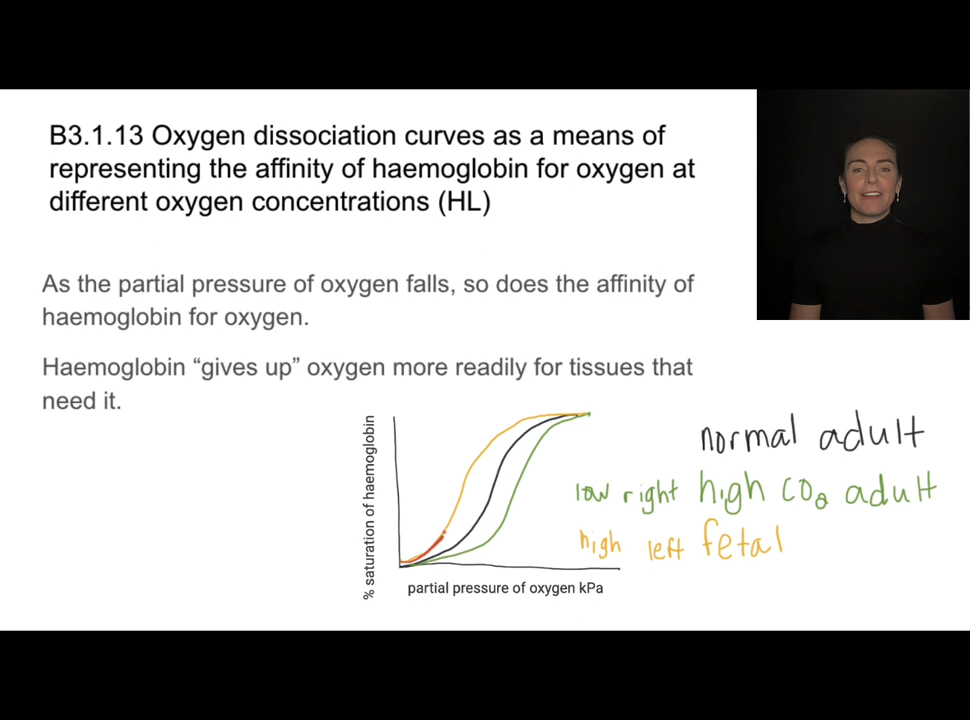 B3.1.13 Oxygen dissociation curves as a means of
representing the affinity of haemoglobin for oxygen at
different oxygen concentrations (HL)
As the partial pressure of oxygen falls, so does the affinity of
haemoglobin for oxygen.
Haemoglobin “gives up” oxygen more readily for tissues that
need it.
% saturation of haemoglobin
partial pressure of oxygen kPa
normal adult
low right high CO2 adult
high left fetal